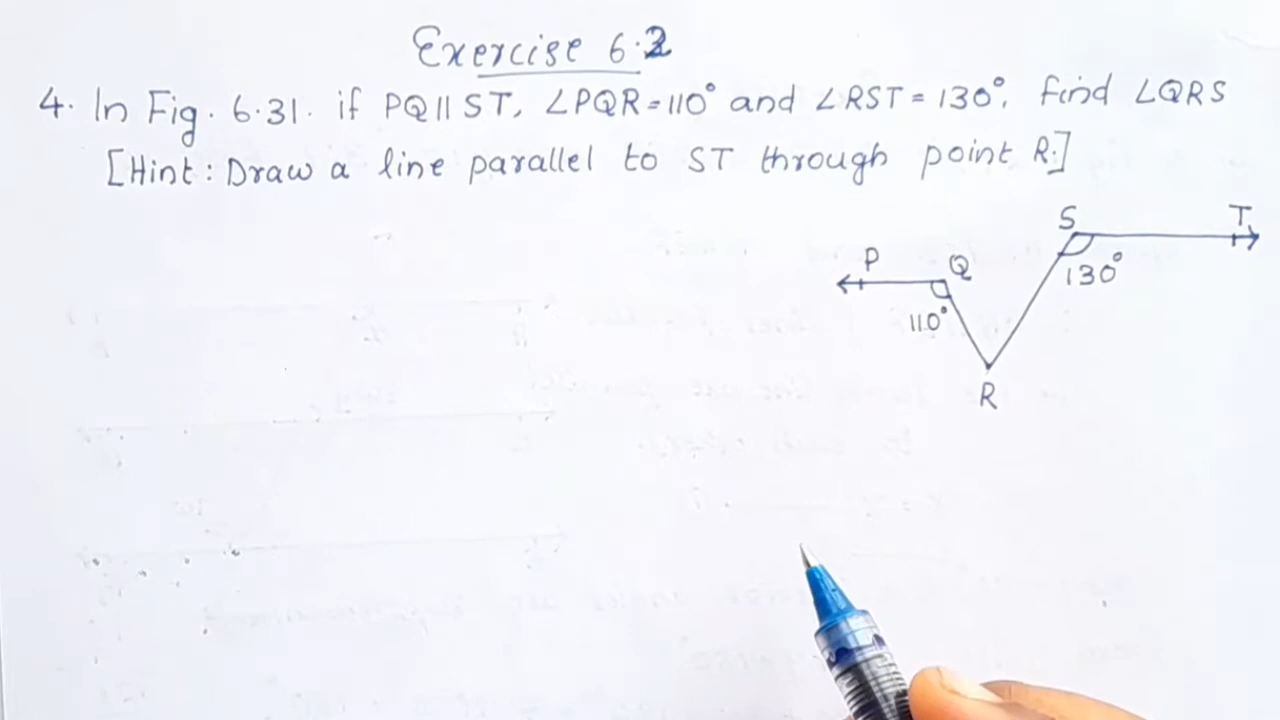 Exercise 6.2
4. In Fig. 6.31. if PQ || ST, ∠PQR = 110° and ∠RST = 130°, find ∠QRS
[Hint: Draw a line parallel to ST through point R.]
S T
P Q
130°
110°
R